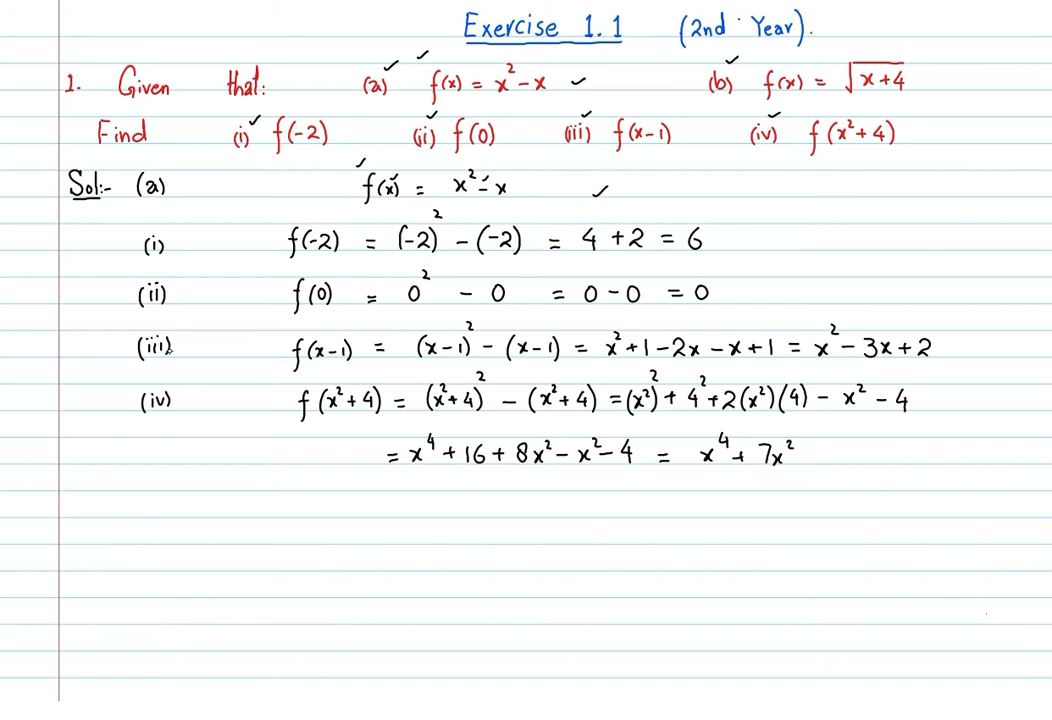 Exercise 1.1 (2nd Year).
1. Given that: (a) f(x) = x² - x (b) f(x) = √(x+4)
Find (i) f(-2) (ii) f(0) (iii) f(x-1) (iv) f(x²+4)
Sol:- (a) f(x) = x² - x
(i) f(-2) = (-2)² - (-2) = 4 + 2 = 6
(ii) f(0) = 0² - 0 = 0 - 0 = 0
(iii) f(x-1) = (x-1)² - (x-1) = x² + 1 - 2x - x + 1 = x² - 3x + 2
(iv) f(x²+4) = (x²+4)² - (x²+4) = (x²)² + 4² + 2(x²)(4) - x² - 4
= x⁴ + 16 + 8x² - x² - 4 = x⁴ + 7x²